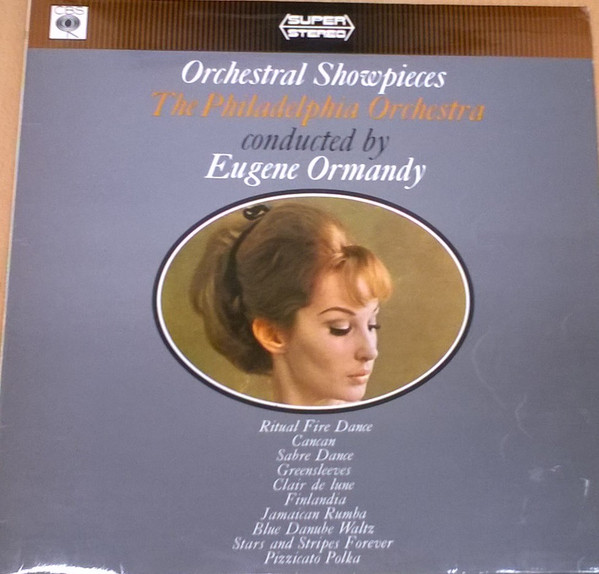 CBS
SUPER
STEREO
Orchestral Showpieces
The Philadelphia Orchestra
conducted by
Eugene Ormandy
Ritual Fire Dance
Cancan
Sabre Dance
Greensleeves
Clair de lune
Finlandia
Jamaican Rumba
Blue Danube Waltz
Stars and Stripes Forever
Pizzicato Polka